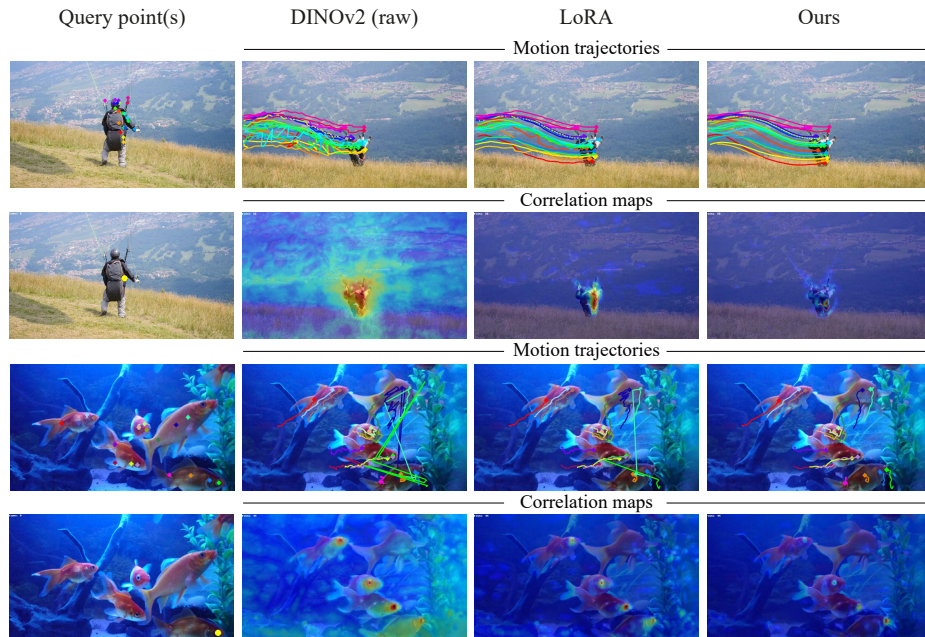 Query point(s) DINOv2 (raw) LoRA Ours
Motion trajectories
Correlation maps
Motion trajectories
Correlation maps